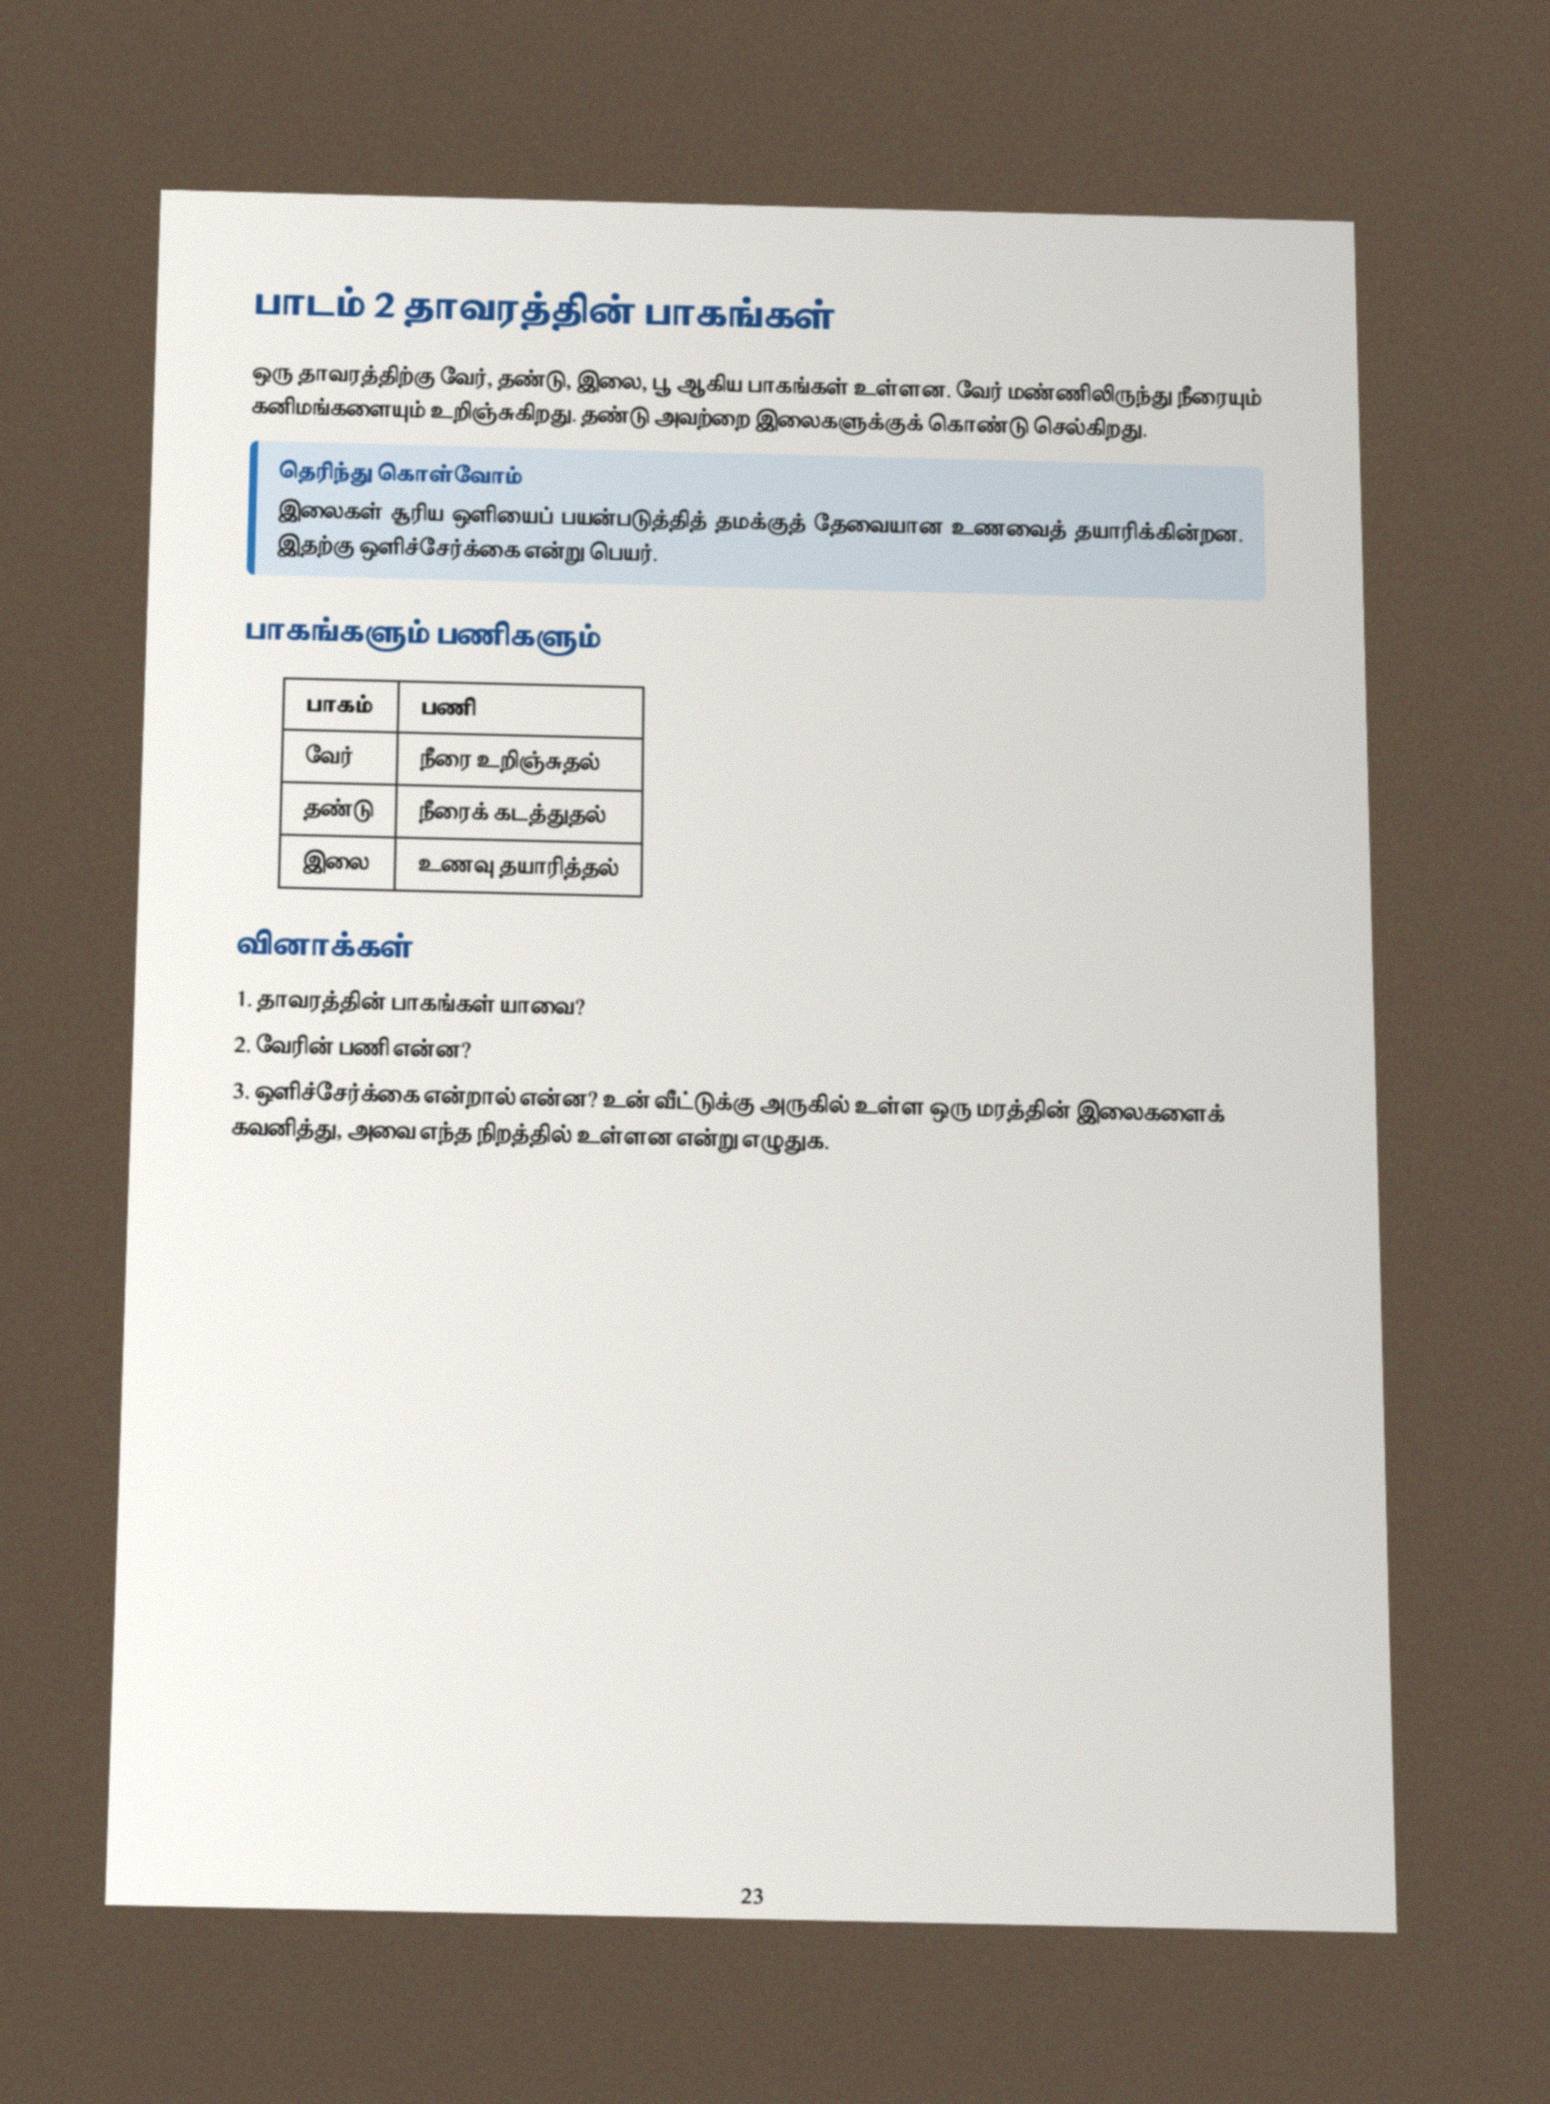 பாடம் 2 தாவரத்தின் பாகங்கள்
ஒரு தாவரத்திற்கு வேர், தண்டு, இலை, பூ ஆகிய பாகங்கள் உள்ளன. வேர் மண்ணிலிருந்து நீரையும்
கனிமங்களையும் உறிஞ்சுகிறது. தண்டு அவற்றை இலைகளுக்குக் கொண்டு செல்கிறது.
தெரிந்து கொள்வோம்
இலைகள் சூரிய ஒளியைப் பயன்படுத்தித் தமக்குத் தேவையான உணவைத் தயாரிக்கின்றன.
இதற்கு ஒளிச்சேர்க்கை என்று பெயர்.
பாகங்களும் பணிகளும்
பாகம் பணி
வேர் நீரை உறிஞ்சுதல்
தண்டு நீரைக் கடத்துதல்
இலை உணவு தயாரித்தல்
வினாக்கள்
1. தாவரத்தின் பாகங்கள் யாவை?
2. வேரின் பணி என்ன?
3. ஒளிச்சேர்க்கை என்றால் என்ன? உன் வீட்டுக்கு அருகில் உள்ள ஒரு மரத்தின் இலைகளைக்
கவனித்து, அவை எந்த நிறத்தில் உள்ளன என்று எழுதுக.
23